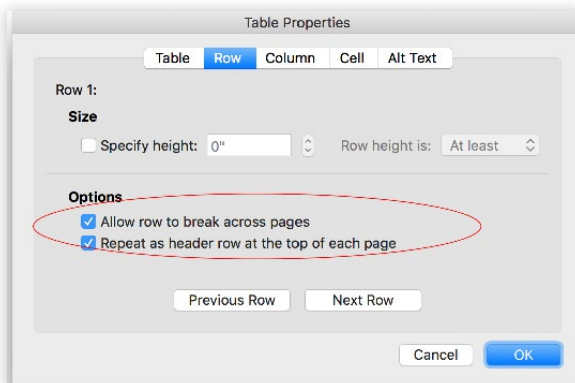 Table Properties
Table Row Column Cell Alt Text
Row 1:
Size
Specify height: 0" Row height is: At least
Options
Allow row to break across pages
Repeat as header row at the top of each page
Previous Row Next Row
Cancel OK